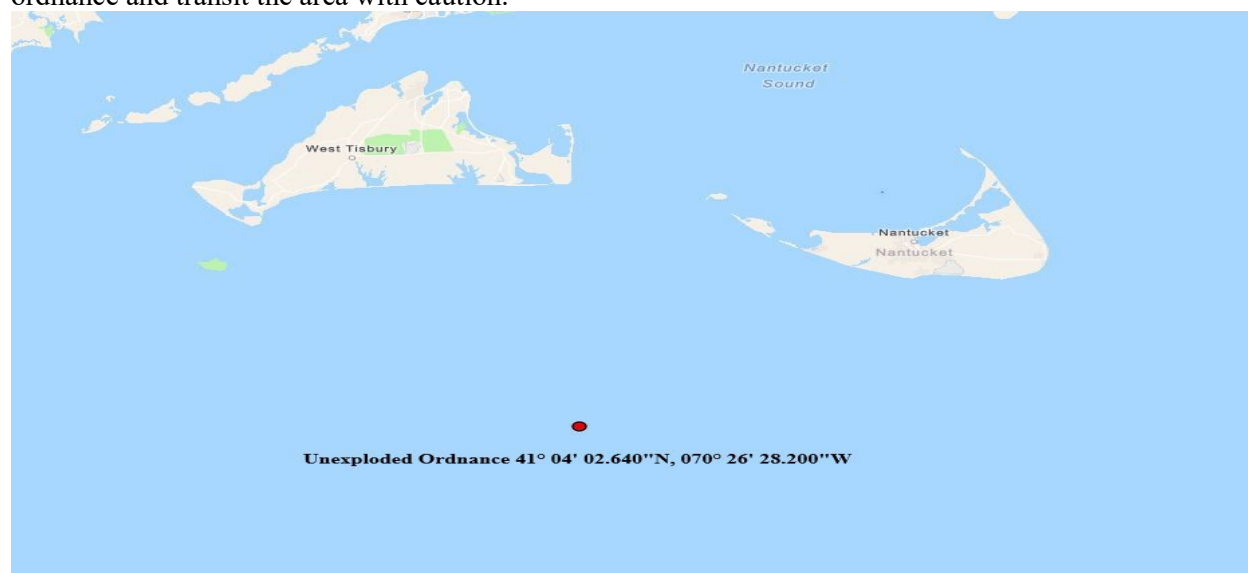 ordnance and transit the area with caution.
Nantucket
Sound
West Tisbury
Nantucket
Nantucket
Unexploded Ordnance 41° 04' 02.640"N, 070° 26' 28.200"W